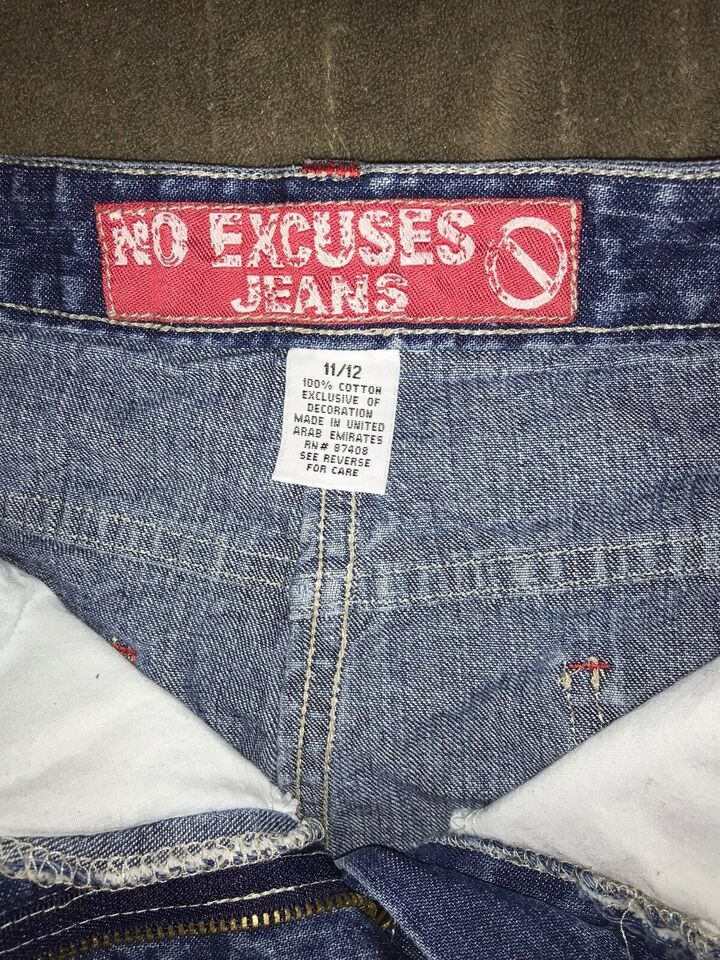 NO EXCUSES
JEANS
11/12
100% COTTON
EXCLUSIVE OF
DECORATION
MADE IN UNITED
ARAB EMIRATES
RN# 87408
SEE REVERSE
FOR CARE